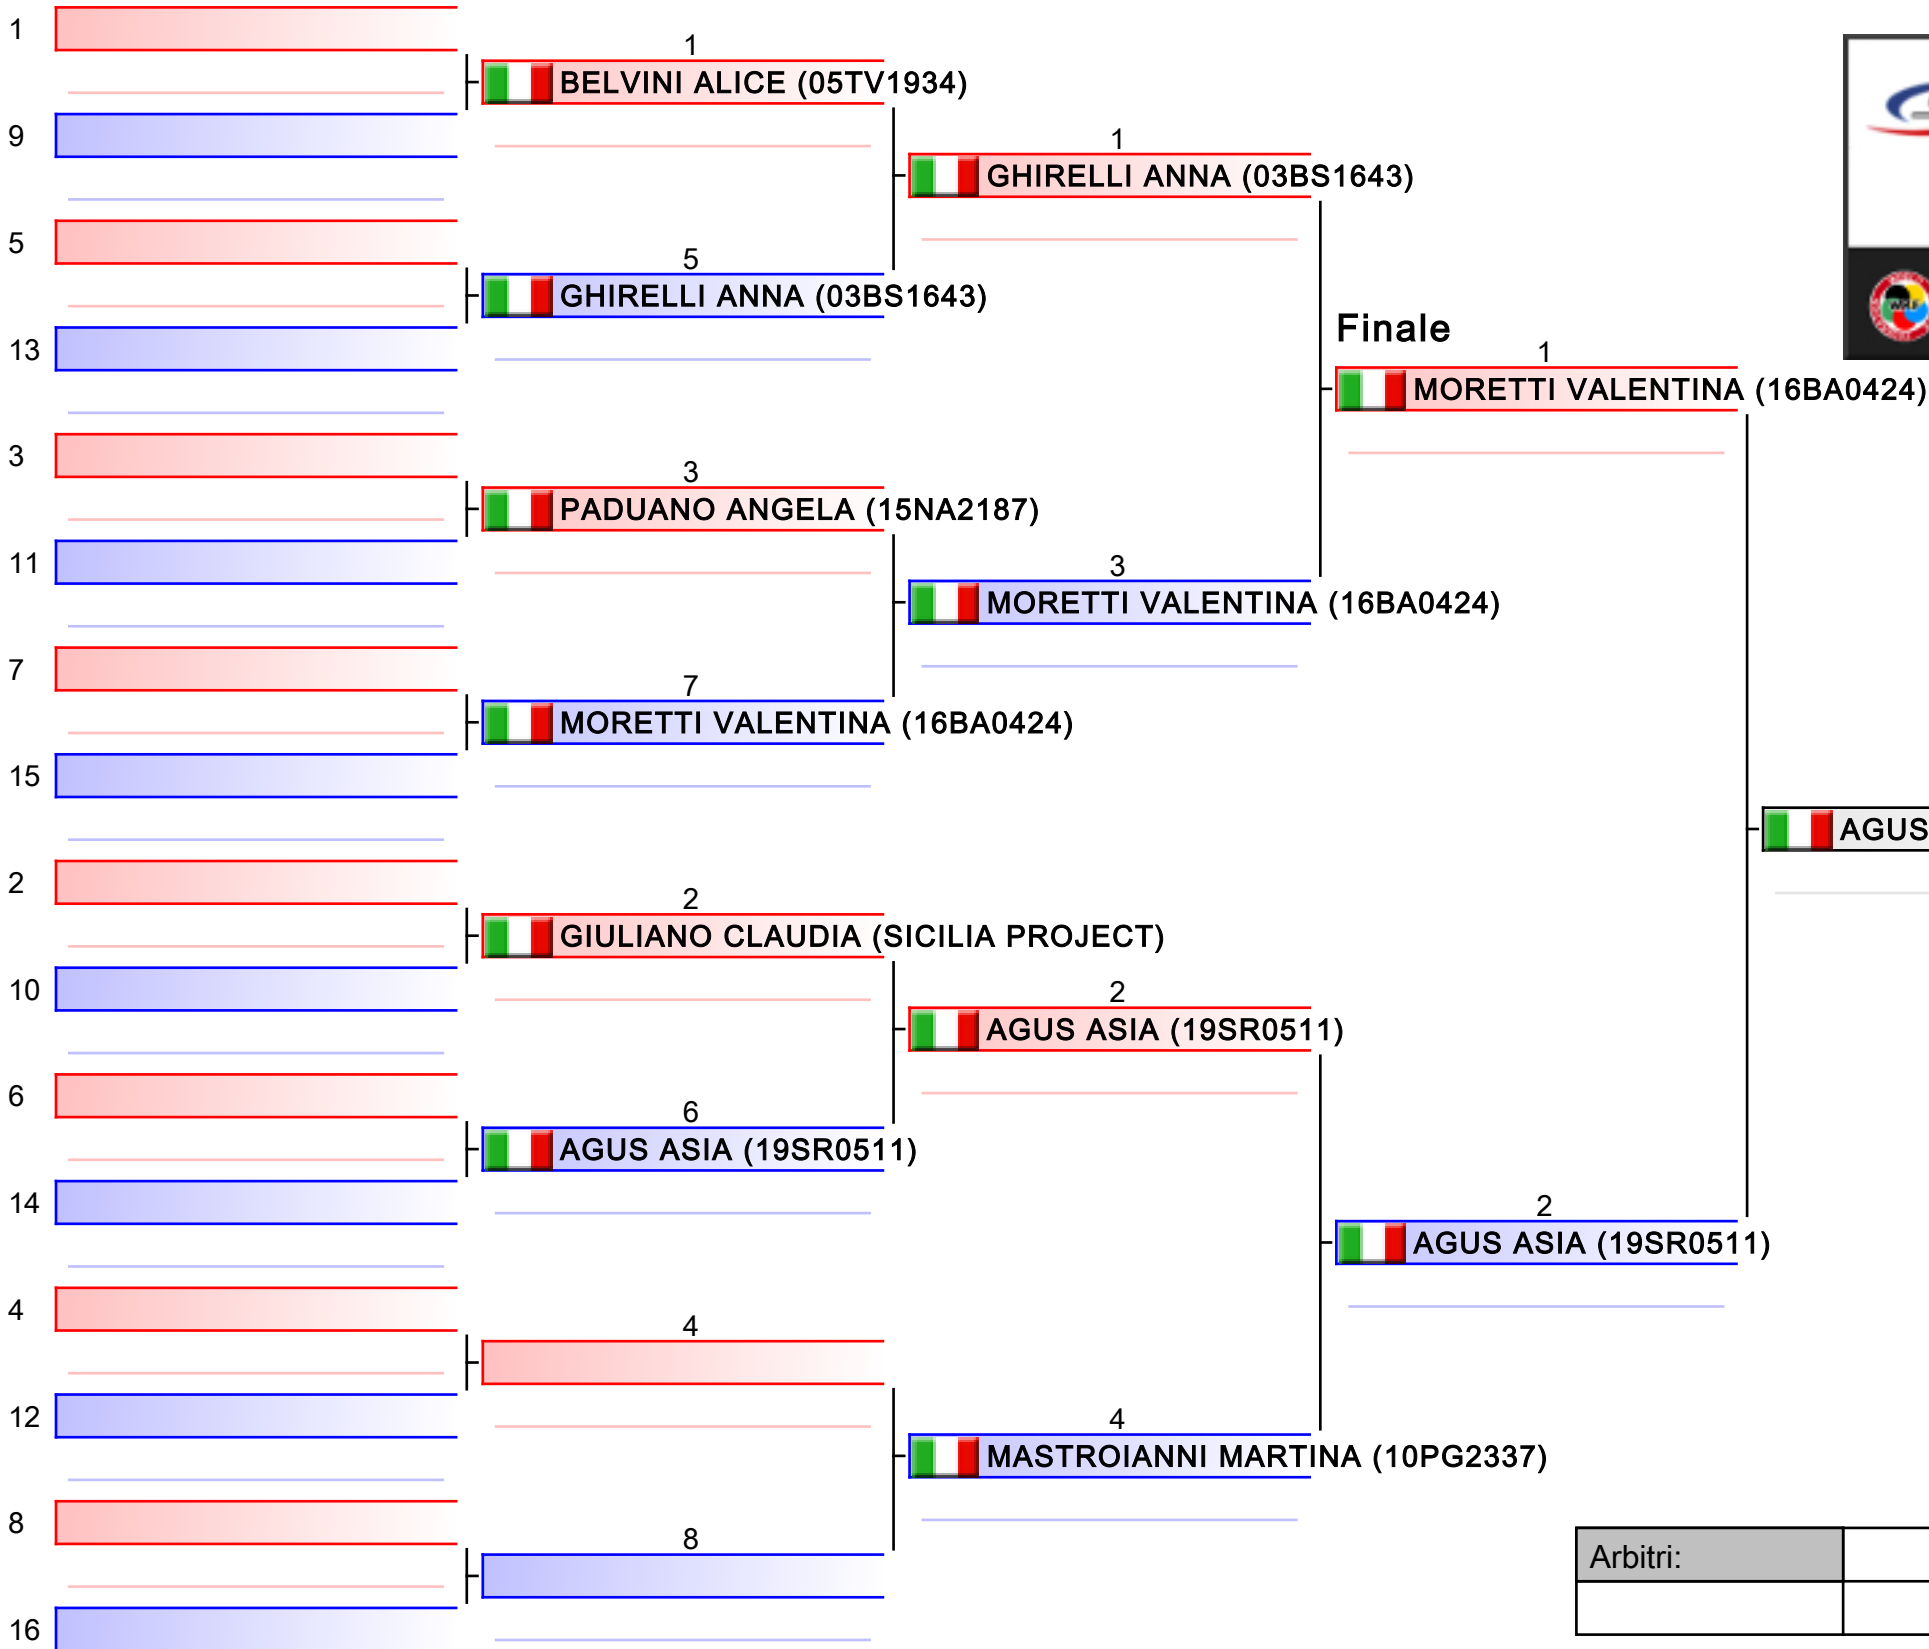 1
9
5
13
3
11
7
15
2
10
6
14
4
12
8
16
1
BELVINI ALICE (05TV1934)
5
GHIRELLI ANNA (03BS1643)
3
PADUANO ANGELA (15NA2187)
7
MORETTI VALENTINA (16BA0424)
2
GIULIANO CLAUDIA (SICILIA PROJECT)
6
AGUS ASIA (19SR0511)
4
8
1
GHIRELLI ANNA (03BS1643)
3
MORETTI VALENTINA (16BA0424)
2
AGUS ASIA (19SR0511)
4
MASTROIANNI MARTINA (10PG2337)
Finale
1
MORETTI VALENTINA (16BA0424)
2
AGUS ASIA (19SR0511)
AGUS
Arbitri: